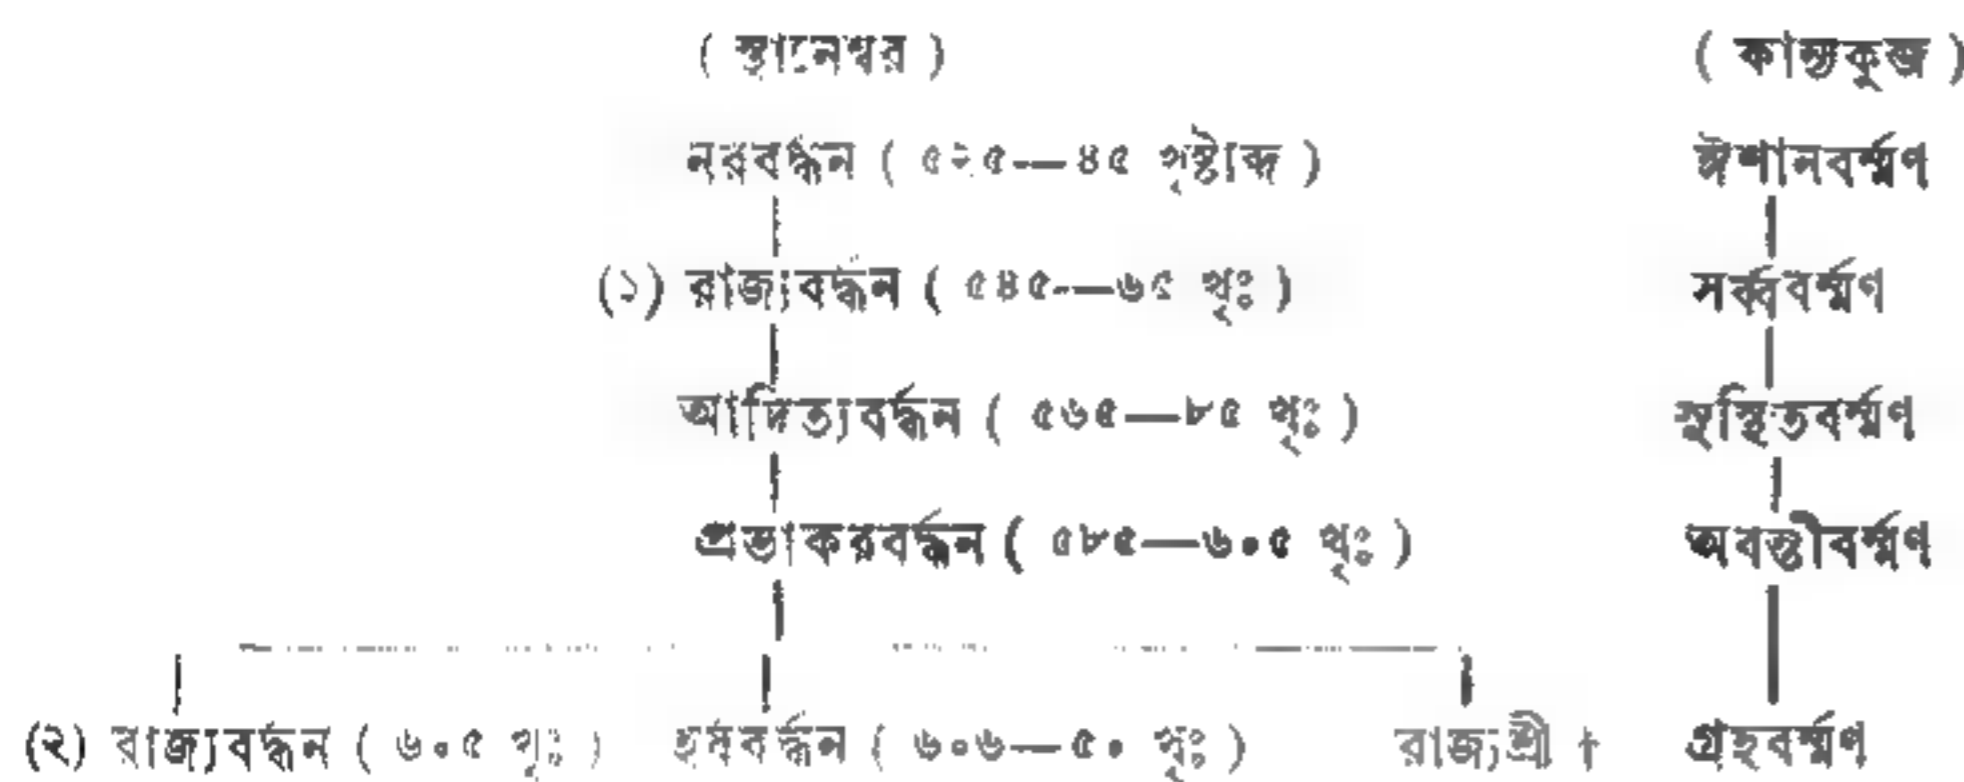 ( স্থানেশ্বর ) ( কান্যকুব্জ )
নরবর্দ্ধন ( ৫২৫—৪৫ খৃষ্টাব্দ ) ঈশানবর্ম্মণ
(১) রাজ্যবর্দ্ধন ( ৫৪৫—৬৫ খৃঃ ) সর্ব্ববর্ম্মণ
আদিত্যবর্দ্ধন ( ৫৬৫—৮৫ খৃঃ ) সুস্থিতবর্ম্মণ
প্রভাকরবর্দ্ধন ( ৫৮৫—৬০৫ খৃঃ ) অবন্তীবর্ম্মণ
(২) রাজ্যবর্দ্ধন ( ৬০৫ খৃঃ ) হর্ষবর্দ্ধন ( ৬০৬—৫০ খৃঃ ) রাজ্যশ্রী † গ্রহবর্ম্মণ